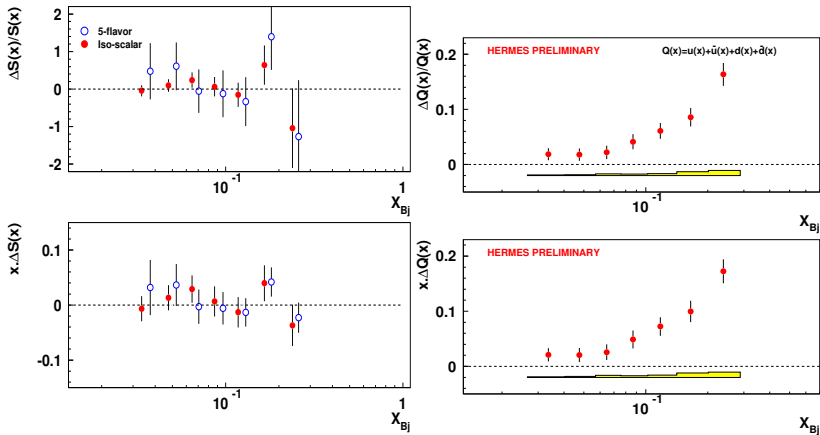 ΔS(x)/S(x)
2
1
0
-1
-2
5-flavor
Iso-scalar
10⁻¹
1
X_Bj
ΔQ(x)/Q(x)
0.2
0.1
0
HERMES PRELIMINARY
Q(x)=u(x)+ū(x)+d(x)+d̄(x)
10⁻¹
X_Bj
x.ΔS(x)
0.1
0
-0.1
10⁻¹
1
X_Bj
x.ΔQ(x)
0.2
0.1
0
HERMES PRELIMINARY
10⁻¹
X_Bj